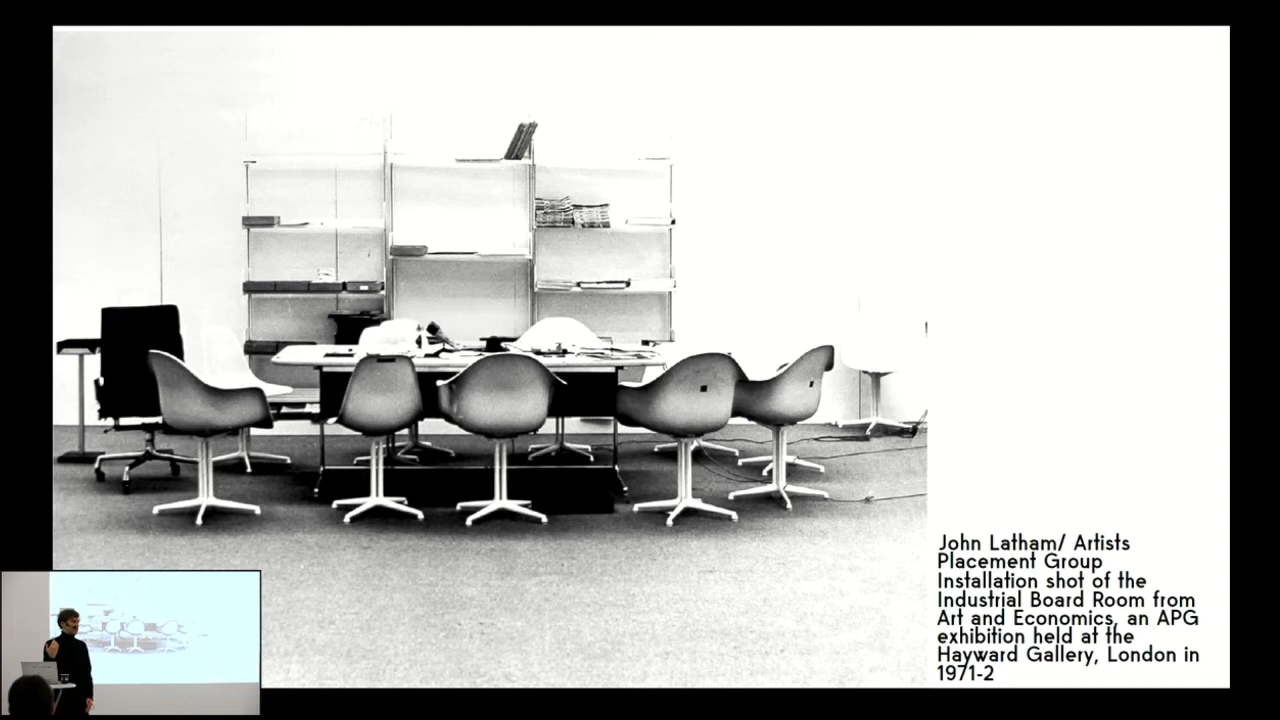 John Latham/ Artists
Placement Group
Installation shot of the
Industrial Board Room from
Art and Economics, an APG
exhibition held at the
Hayward Gallery, London in
1971-2